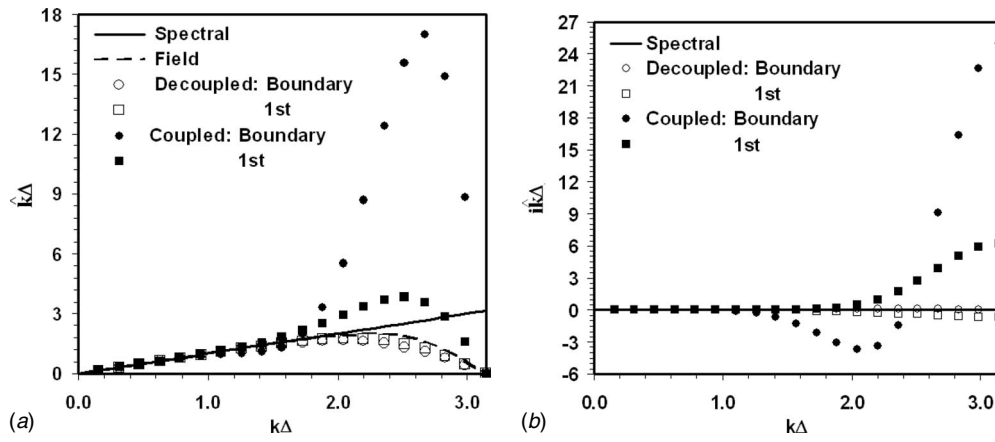 18
15
12
9
6
3
0
k̂Δ
Spectral
Field
Decoupled: Boundary
1st
Coupled: Boundary
1st
0.0
1.0
2.0
3.0
kΔ
(a)
27
24
21
18
15
12
9
6
3
0
-3
-6
ik̂Δ
Spectral
Decoupled: Boundary
1st
Coupled: Boundary
1st
0.0
1.0
2.0
3.0
kΔ
(b)